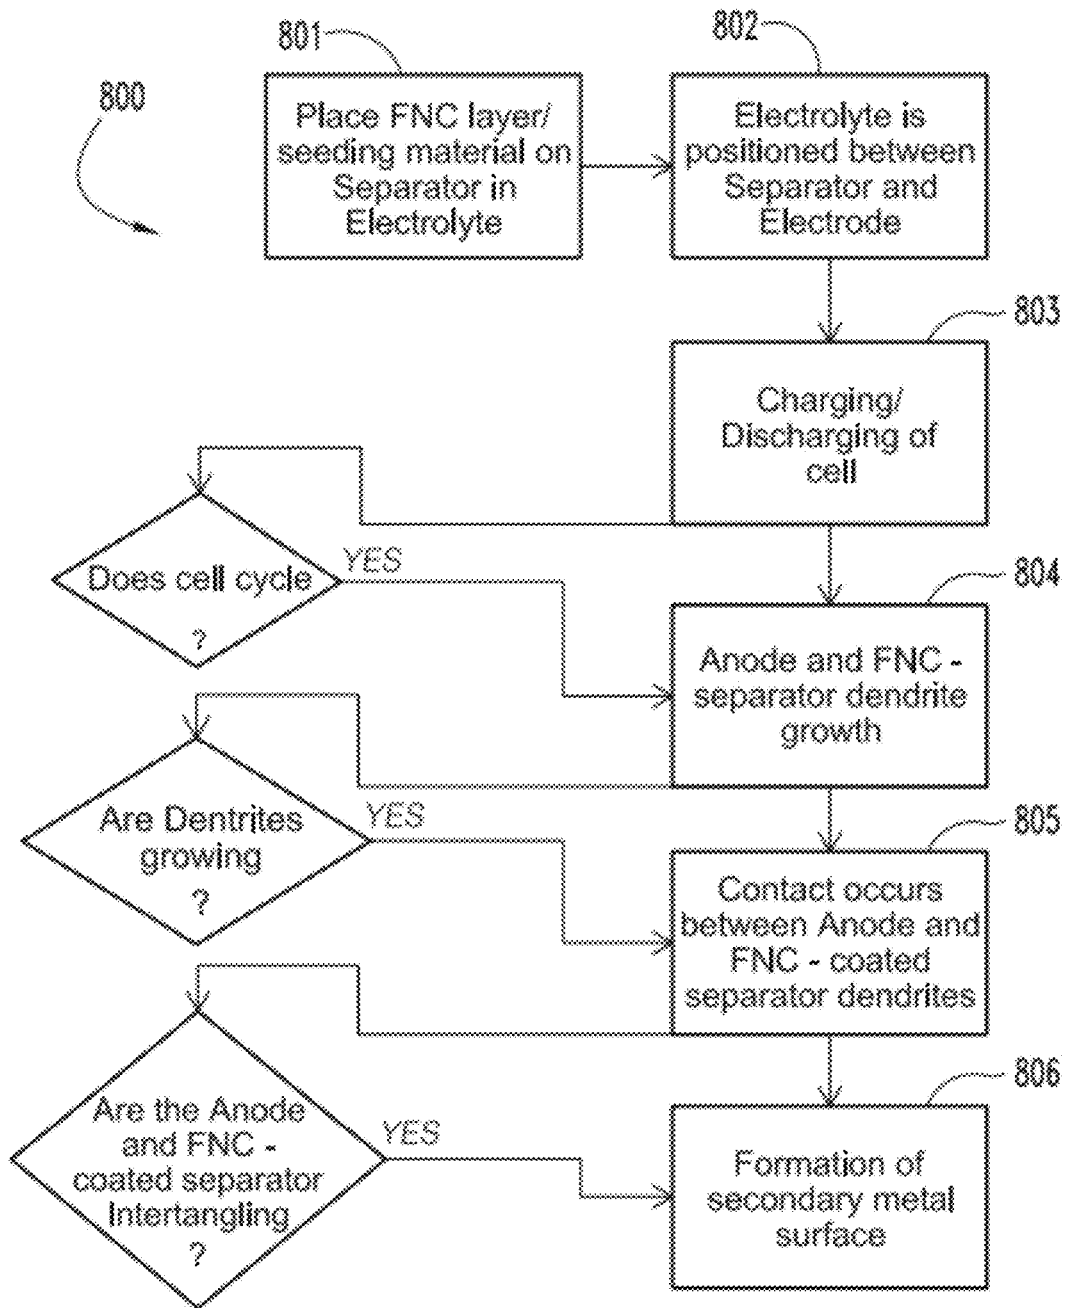 800
801
Place FNC layer/
seeding material on
Separator in
Electrolyte
802
Electrolyte is
positioned between
Separator and
Electrode
803
Charging/
Discharging of
cell
Does cell cycle
?
YES
804
Anode and FNC -
separator dendrite
growth
Are Dentrites
growing
?
YES
805
Contact occurs
between Anode and
FNC - coated
separator dendrites
Are the Anode
and FNC -
coated separator
Intertangling
?
YES
806
Formation of
secondary metal
surface